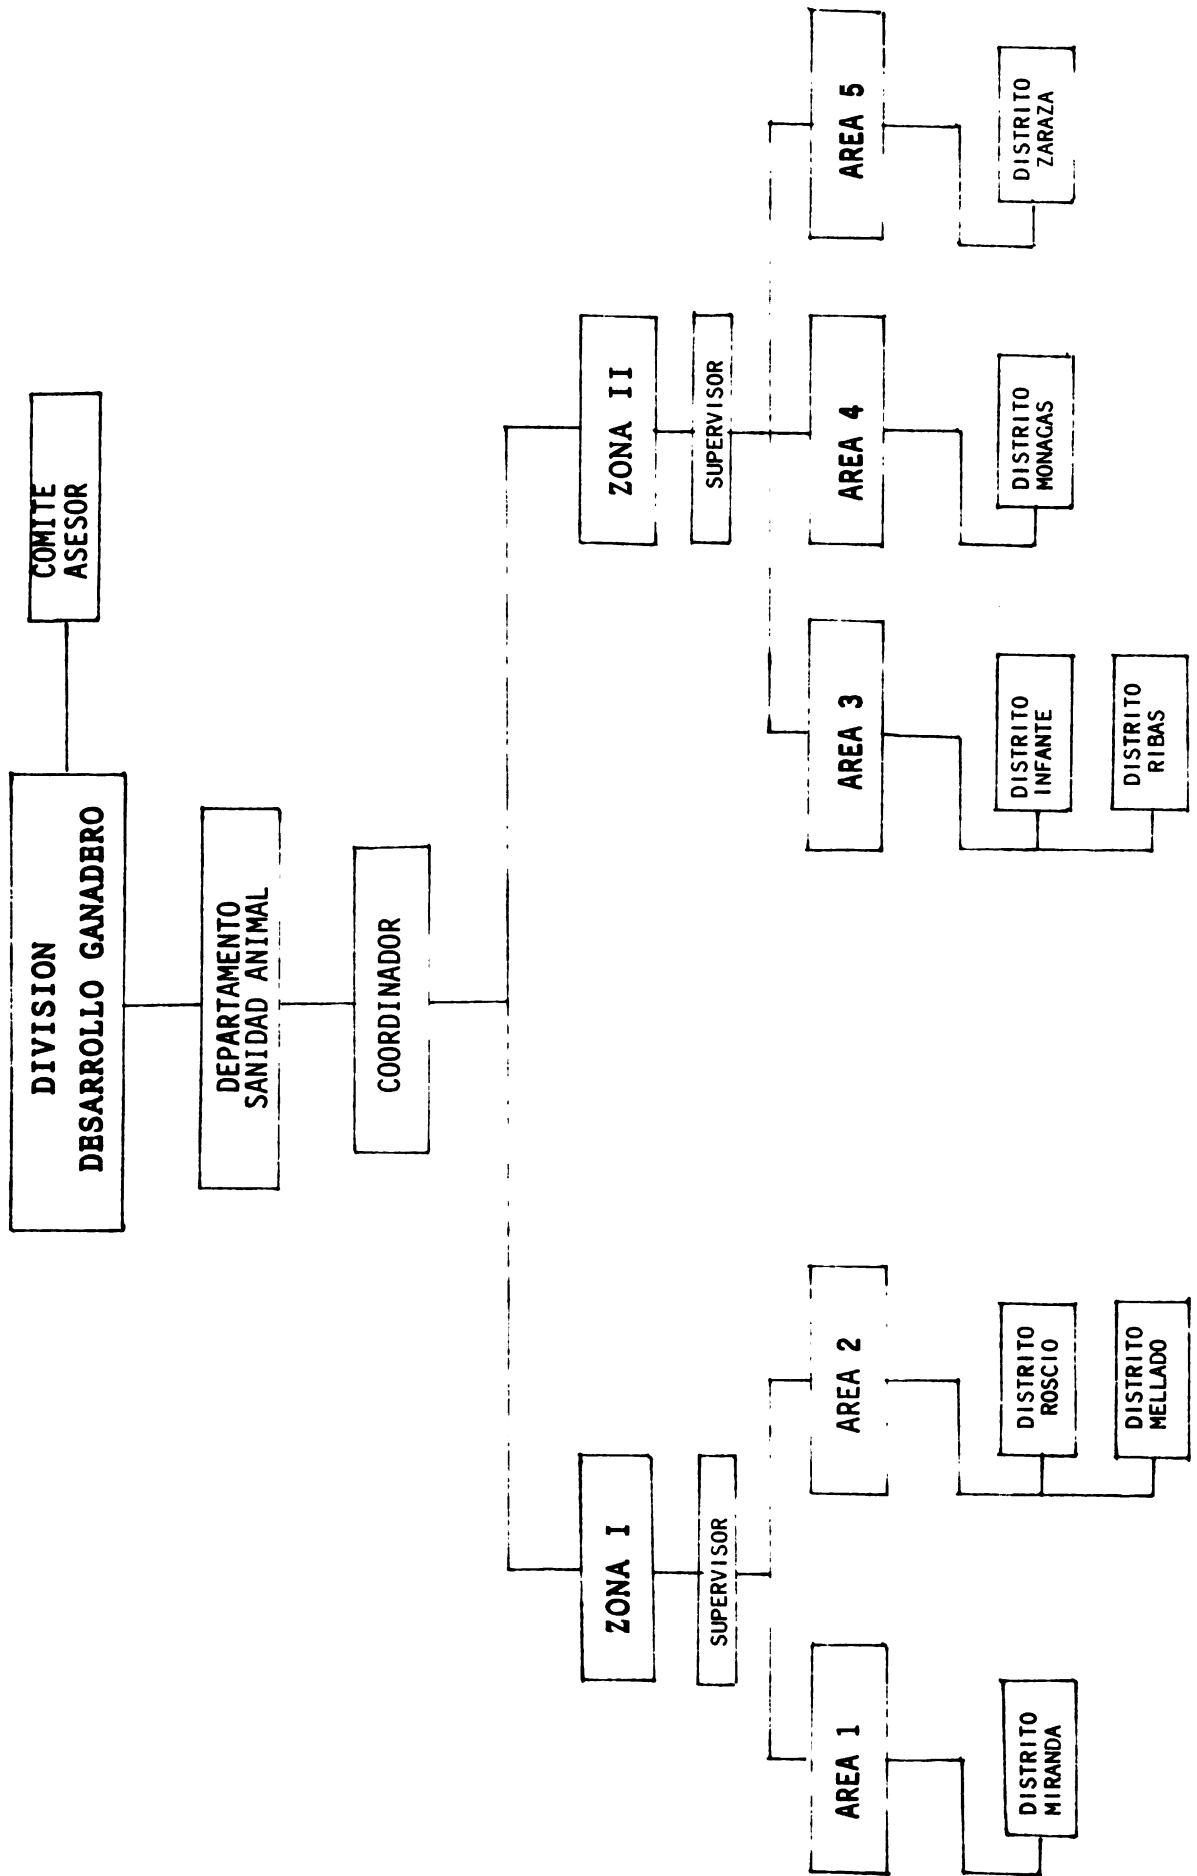 DIVISION
DESARROLLO GANADERO
COMITE
ASESOR
DEPARTAMENTO
SANIDAD ANIMAL
COORDINADOR
ZONA I
ZONA II
SUPERVISOR
SUPERVISOR
AREA 1
AREA 2
AREA 3
AREA 4
AREA 5
DISTRITO
MIRANDA
DISTRITO
ROSCIO
DISTRITO
INFANTE
DISTRITO
MONAGAS
DISTRITO
ZARAZA
DISTRITO
MELLADO
DISTRITO
RIBAS